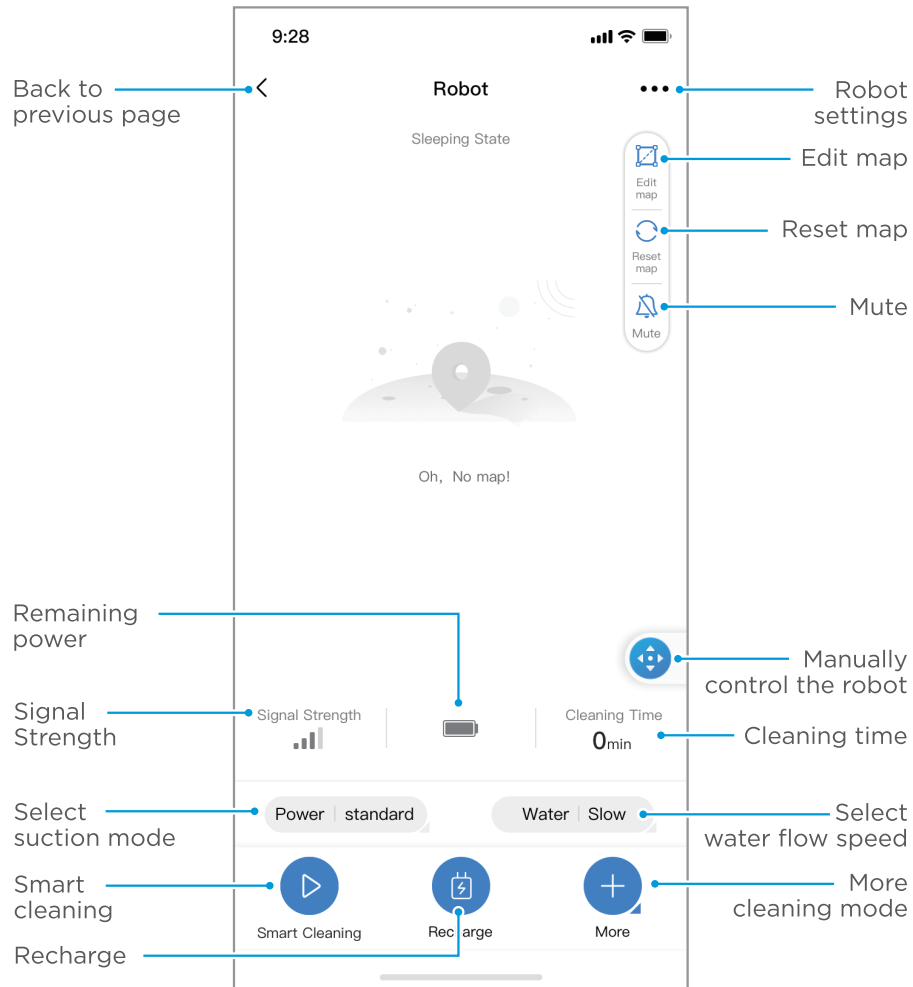 9:28
Back to
previous page
Robot
Robot
settings
Sleeping State
Edit map
Edit
map
Reset map
Reset
map
Mute
Mute
Oh, No map!
Remaining
power
Manually
control the robot
Signal
Strength
Signal Strength
Cleaning Time
0min
Cleaning time
Select
suction mode
Power standard
Water Slow
Select
water flow speed
Smart
cleaning
More
cleaning mode
Smart Cleaning
Recharge
More
Recharge